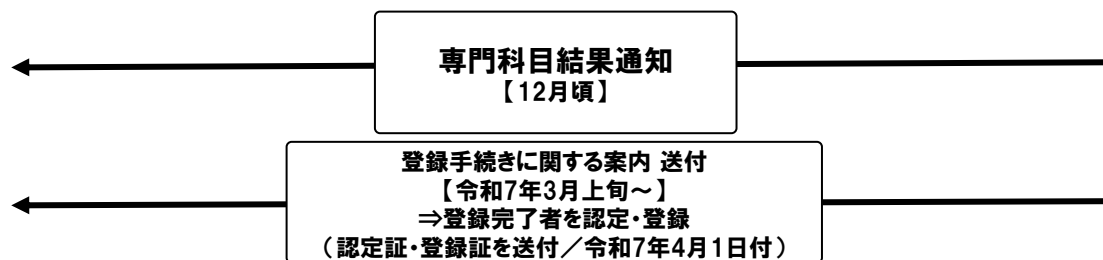 専門科目結果通知
【12月頃】
登録手続きに関する案内 送付
【令和7年3月上旬～】
⇒登録完了者を認定・登録
（認定証・登録証を送付／令和7年4月1日付）